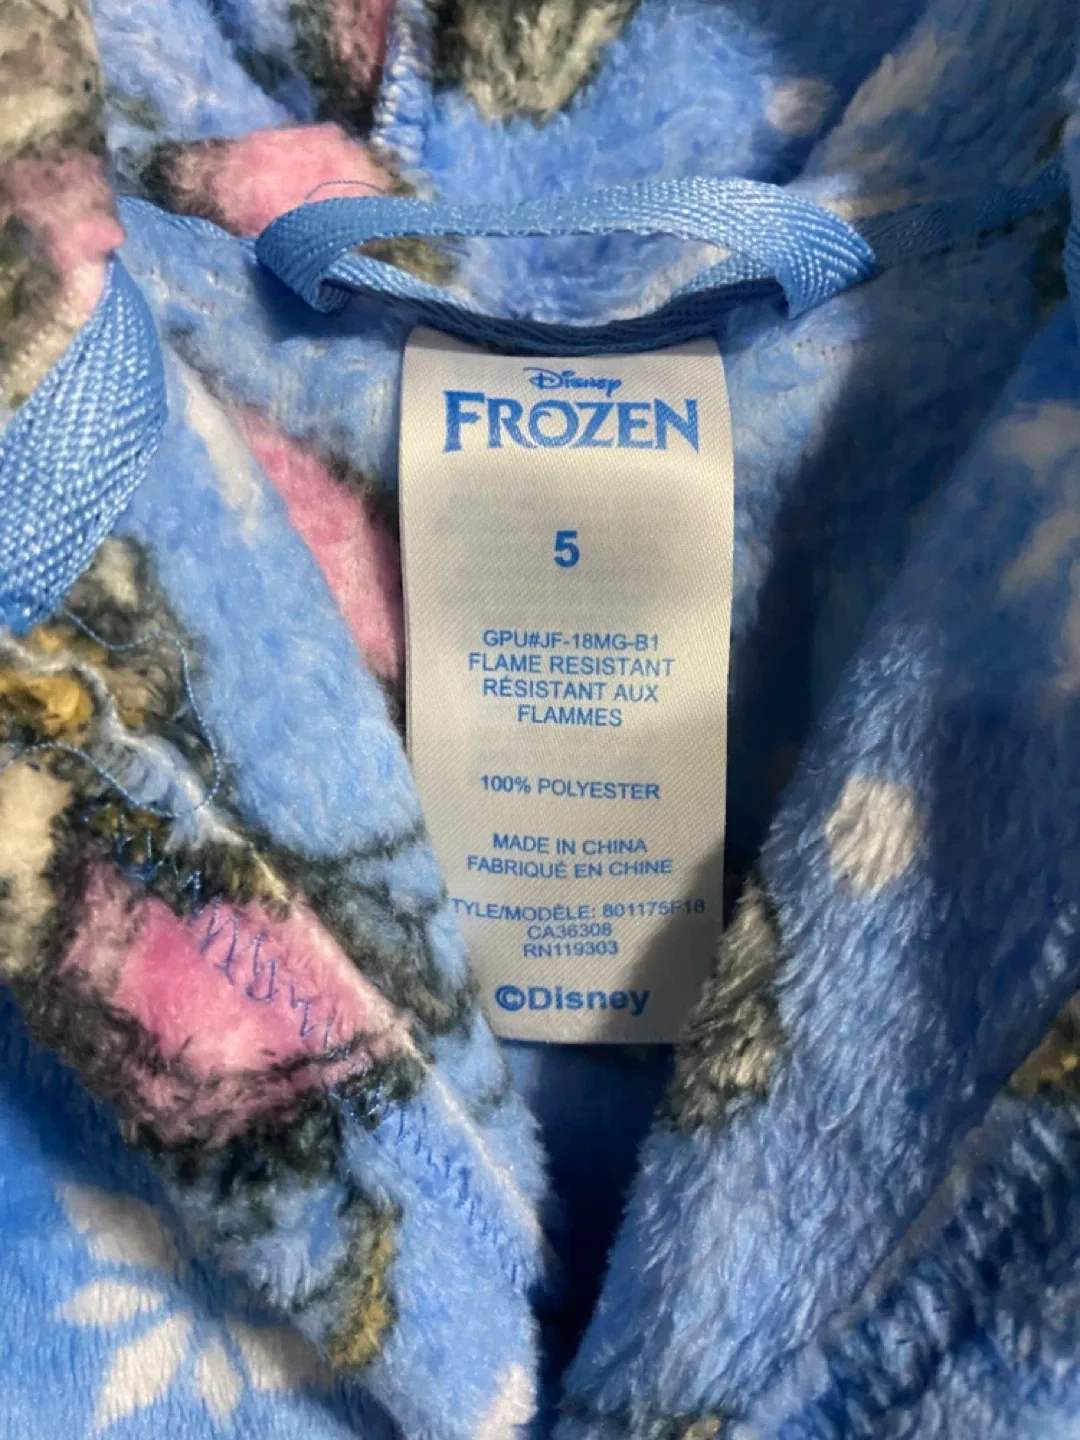 Disney
FROZEN
5
GPU#JF-18MG-B1
FLAME RESISTANT
RÉSISTANT AUX
FLAMMES
100% POLYESTER
MADE IN CHINA
FABRIQUÉ EN CHINE
TYLE/MODÈLE: 801175F18
CA36308
RN119303
©Disney